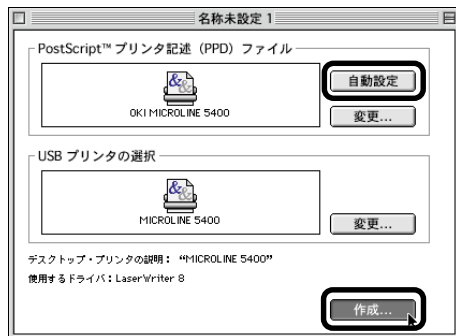 名称未設定 1
PostScript™ プリンタ記述（PPD）ファイル
自動設定
OKI MICROLINE 5400
変更...
USB プリンタの選択
MICROLINE 5400
変更...
デスクトップ・プリンタの説明： “MICROLINE 5400”
使用するドライバ：LaserWriter 8
作成...